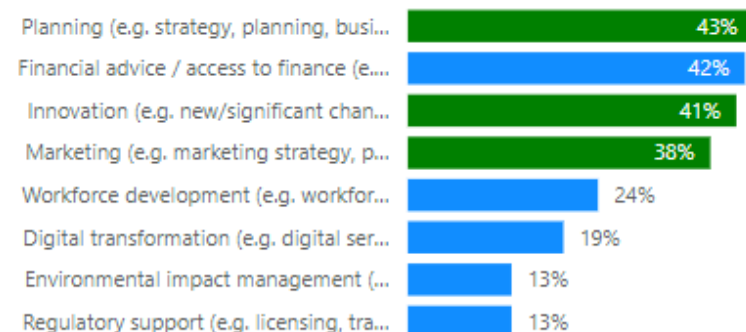 Planning (e.g. strategy, planning, busi... 43%
Financial advice / access to finance (e.... 42%
Innovation (e.g. new/significant chan... 41%
Marketing (e.g. marketing strategy, p... 38%
Workforce development (e.g. workfor... 24%
Digital transformation (e.g. digital ser... 19%
Environmental impact management (... 13%
Regulatory support (e.g. licensing, tra... 13%